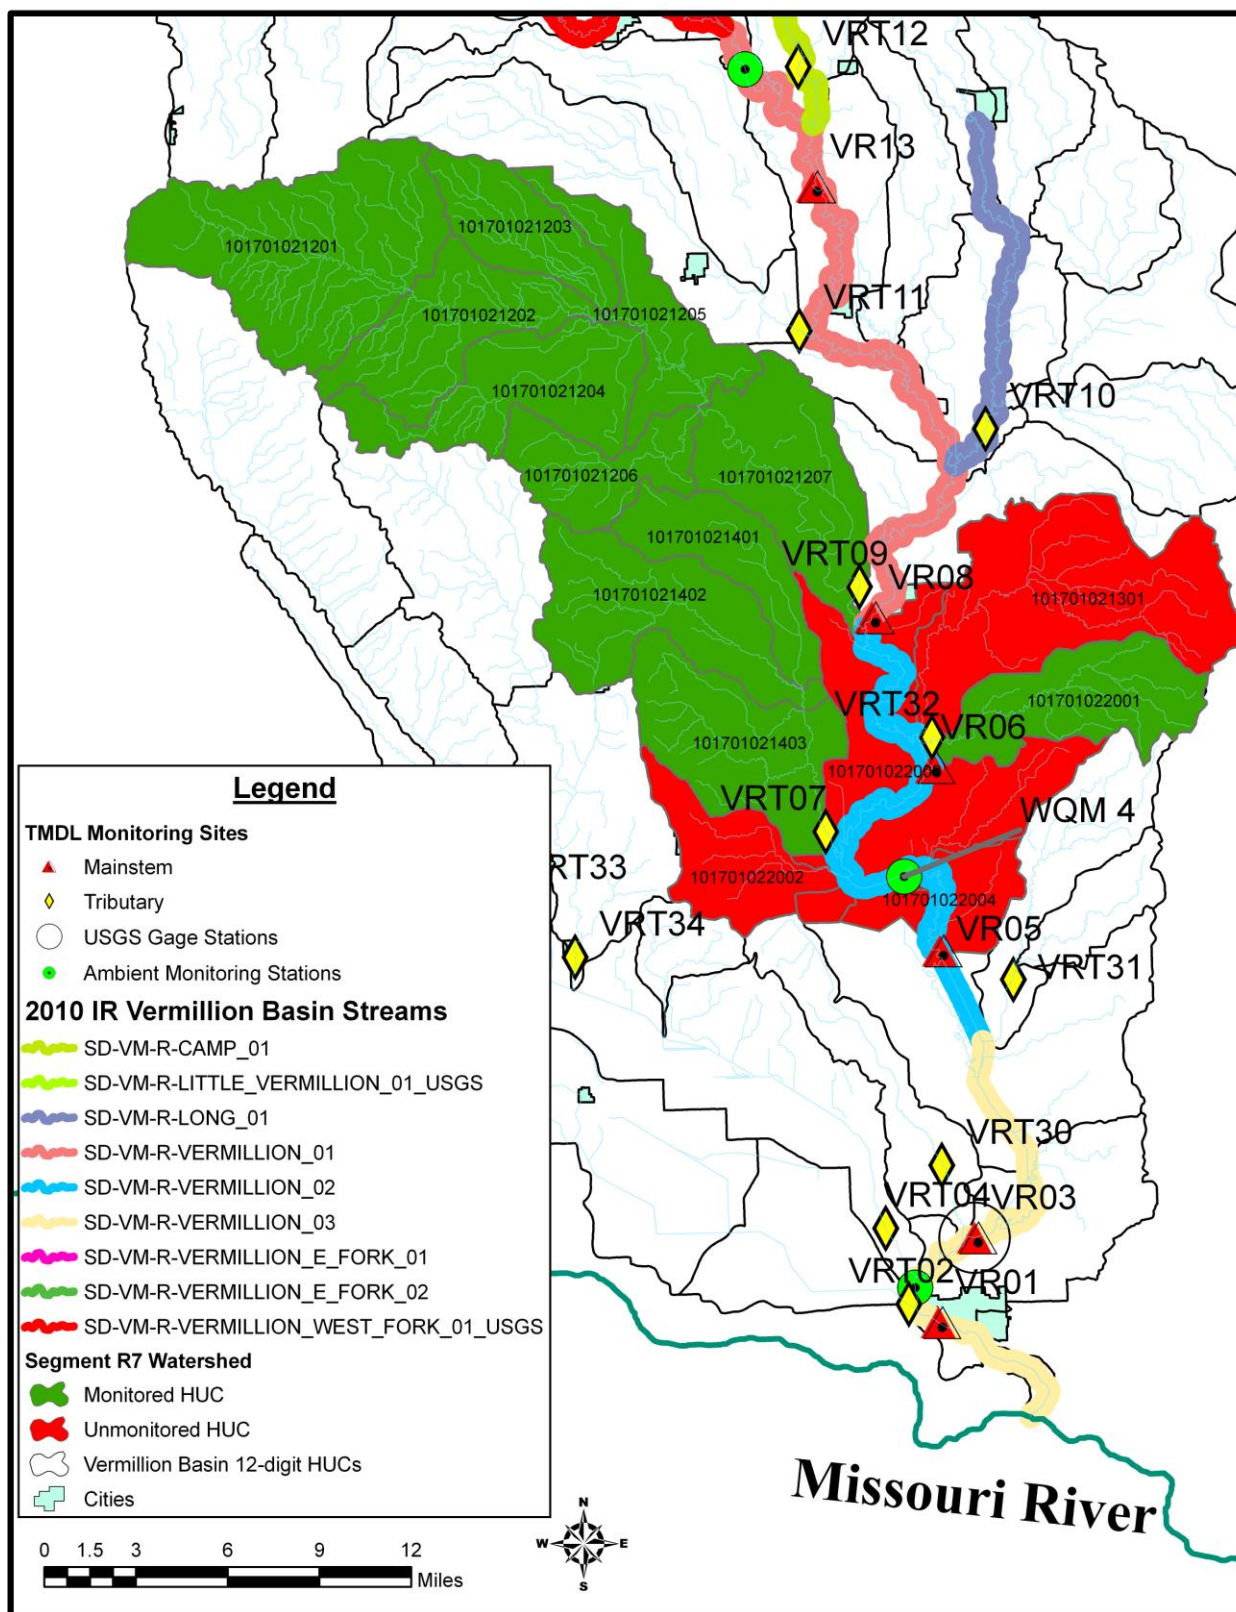 VRT12
VR13
101701021203
101701021201
VRT11
101701021202
101701021205
101701021204
VRT10
101701021206
101701021207
101701021401
VRT09
VR08
101701021402
101701021301
VRT32
101701022001
VR06
101701021403
VRT07
WQM 4
101701022002
101701022004
RT33
VRT34
VR05
VRT31
VRT30
VRT04
VR03
VRT02
VR01
Legend
TMDL Monitoring Sites
Mainstem
Tributary
USGS Gage Stations
Ambient Monitoring Stations
2010 IR Vermillion Basin Streams
SD-VM-R-CAMP_01
SD-VM-R-LITTLE_VERMILLION_01_USGS
SD-VM-R-LONG_01
SD-VM-R-VERMILLION_01
SD-VM-R-VERMILLION_02
SD-VM-R-VERMILLION_03
SD-VM-R-VERMILLION_E_FORK_01
SD-VM-R-VERMILLION_E_FORK_02
SD-VM-R-VERMILLION_WEST_FORK_01_USGS
Segment R7 Watershed
Monitored HUC
Unmonitored HUC
Vermillion Basin 12-digit HUCs
Cities
Missouri River
N
W E
S
0 1.5 3 6 9 12
Miles